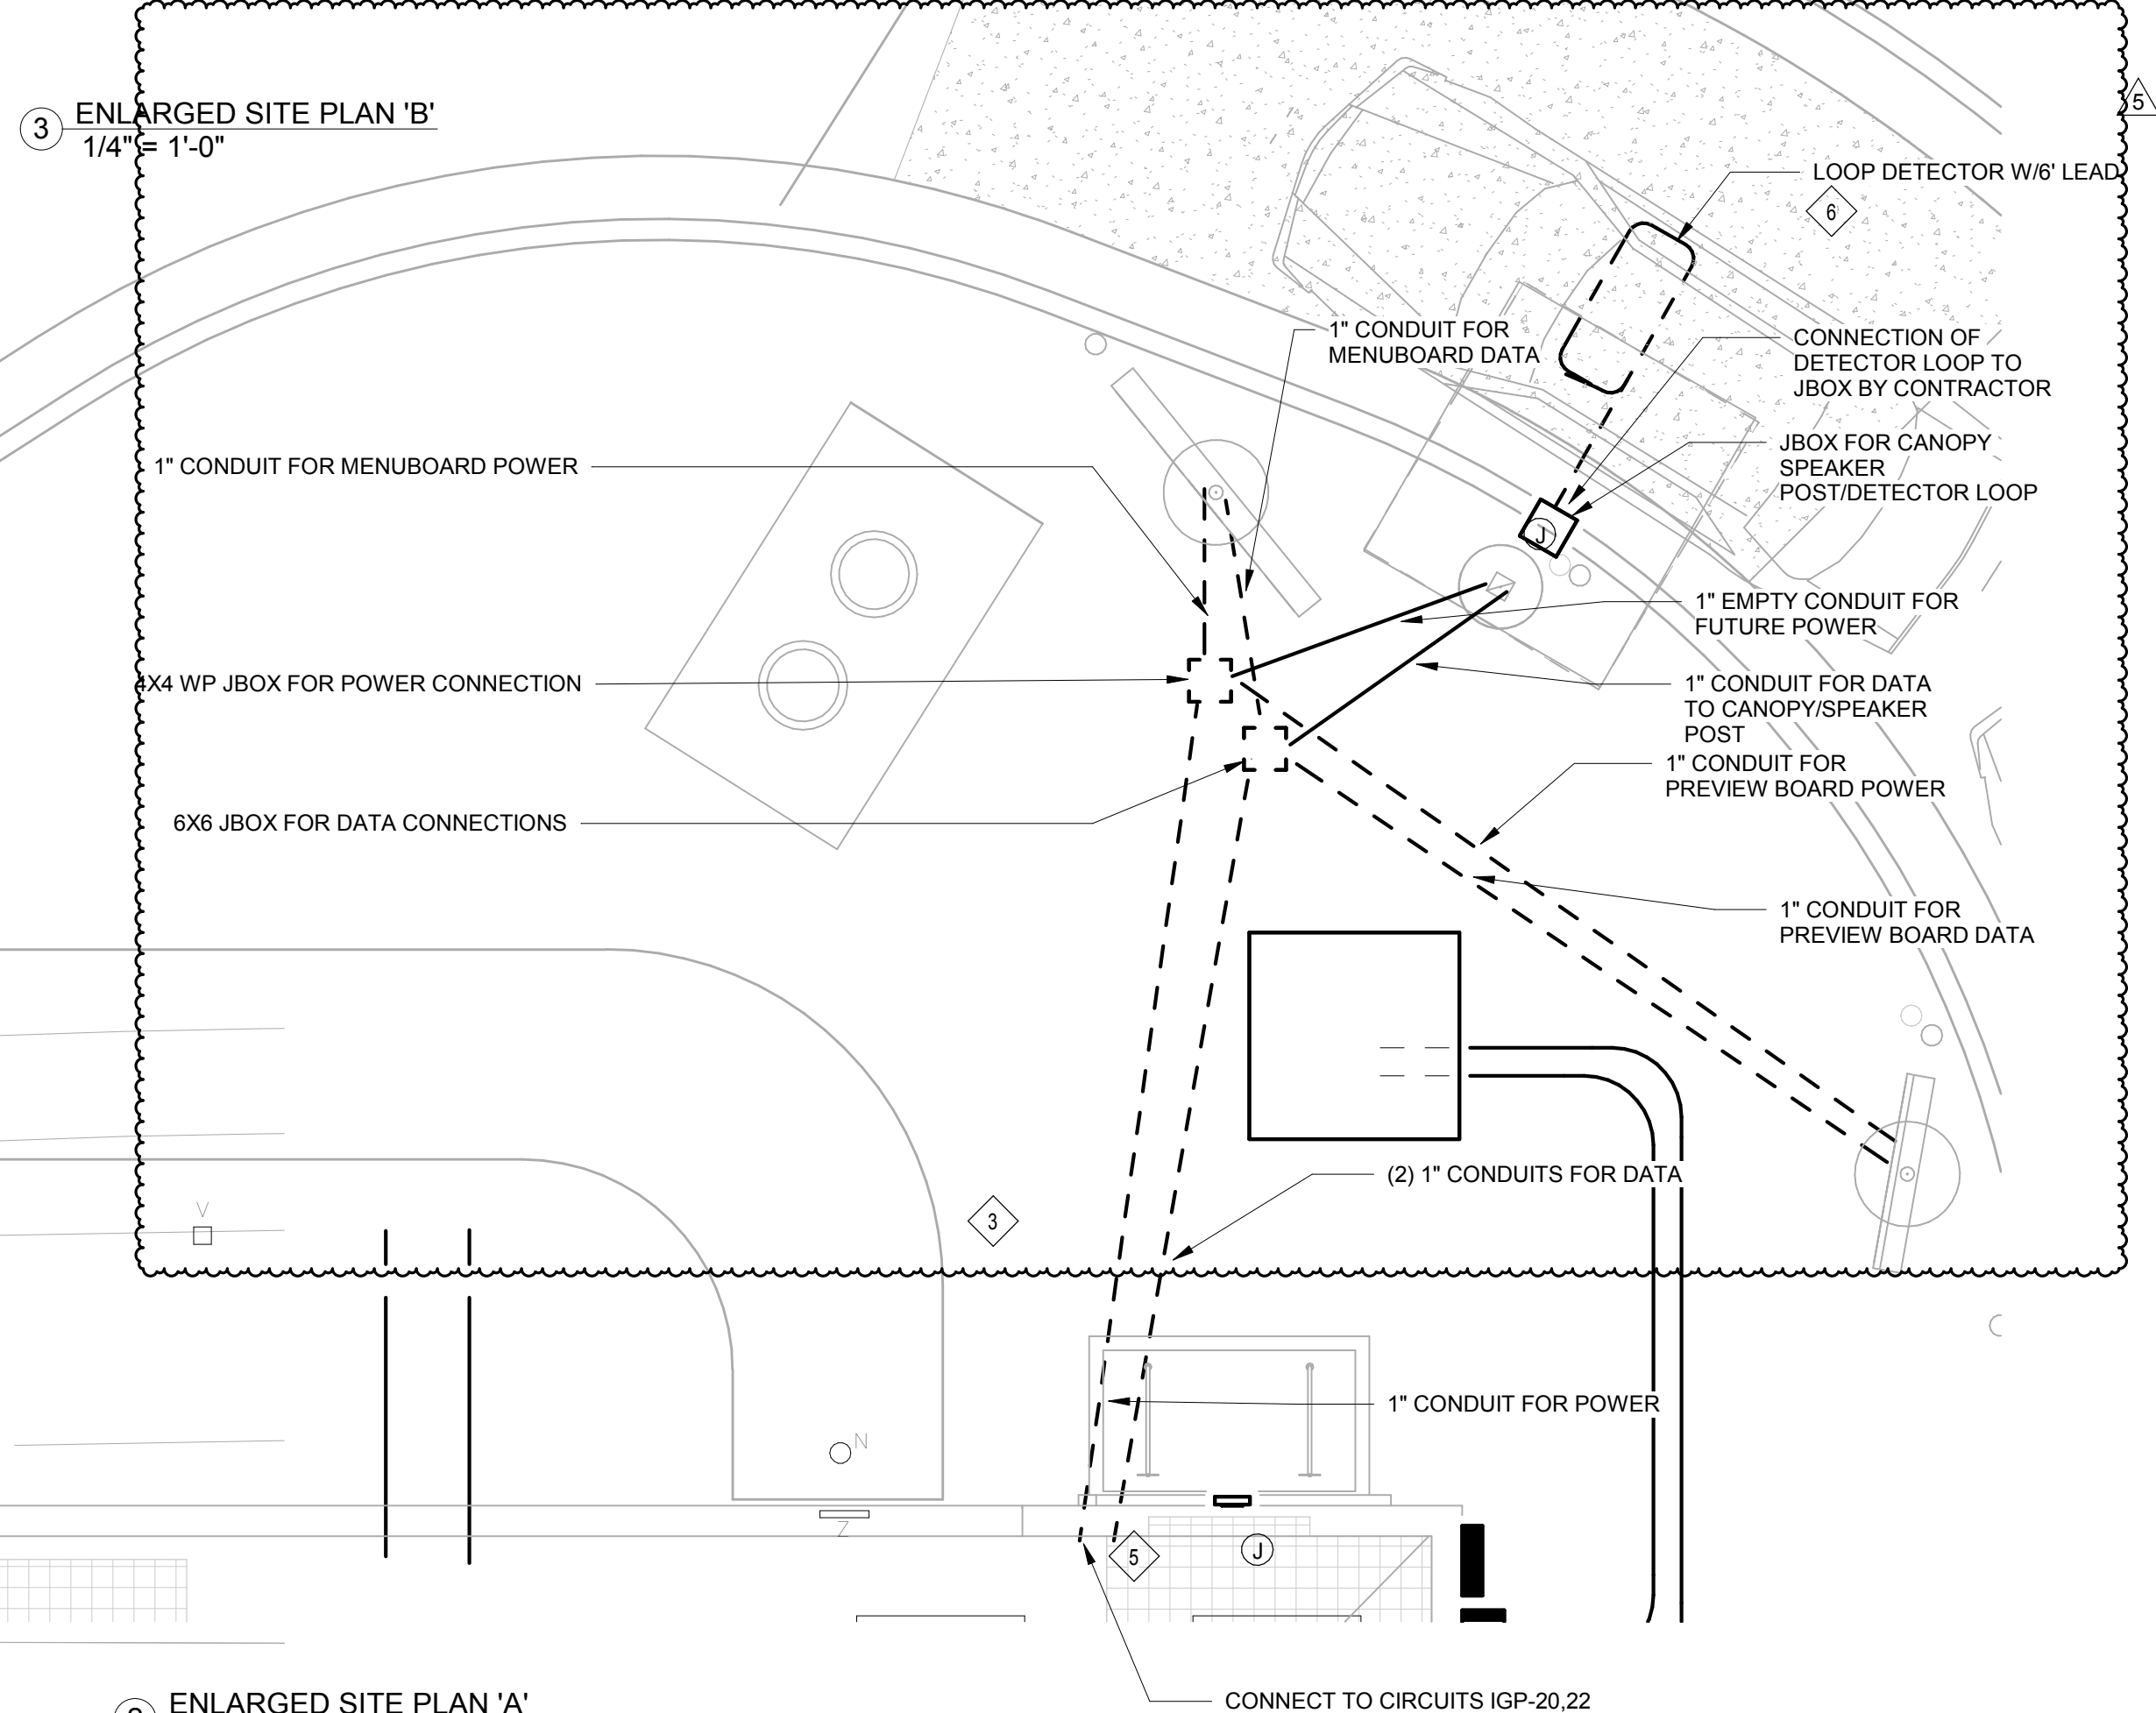 3
ENLARGED SITE PLAN 'B'
1/4" = 1'-0"
5
LOOP DETECTOR W/6' LEAD
6
1" CONDUIT FOR
MENUBOARD DATA
CONNECTION OF
DETECTOR LOOP TO
JBOX BY CONTRACTOR
1" CONDUIT FOR MENUBOARD POWER
JBOX FOR CANOPY
SPEAKER
POST/DETECTOR LOOP
J
1" EMPTY CONDUIT FOR
FUTURE POWER
4X4 WP JBOX FOR POWER CONNECTION
1" CONDUIT FOR DATA
TO CANOPY/SPEAKER
POST
1" CONDUIT FOR
PREVIEW BOARD POWER
6X6 JBOX FOR DATA CONNECTIONS
1" CONDUIT FOR
PREVIEW BOARD DATA
(2) 1" CONDUITS FOR DATA
V
3
1" CONDUIT FOR POWER
N
Z
5
J
ENLARGED SITE PLAN 'A'
CONNECT TO CIRCUITS IGP-20,22